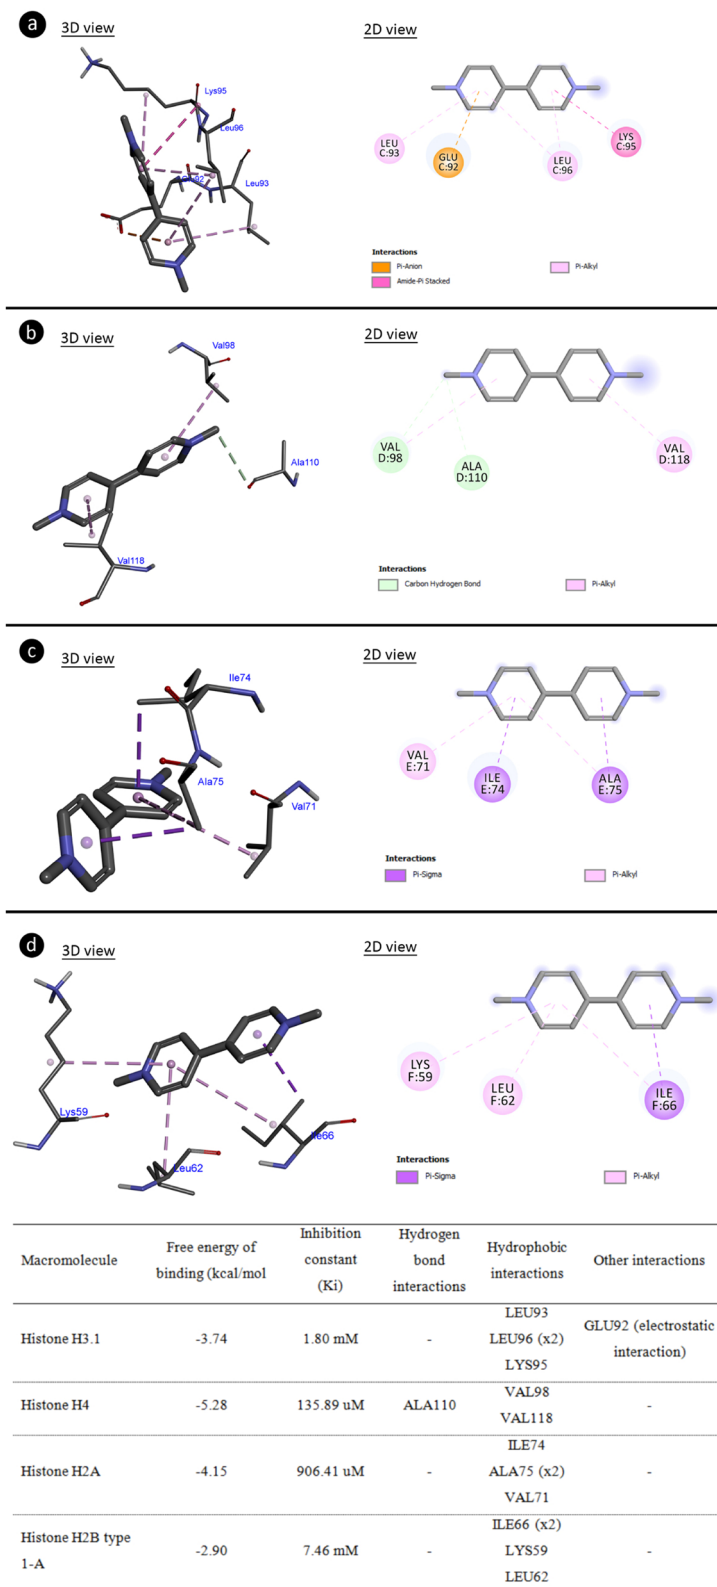 a
3D view
2D view
Lys95
Leu96
Leu93
LEU
C:93
GLU
C:92
LEU
C:96
LYS
C:95
Interactions
Pi-Anion
Amide-Pi Stacked
Pi-Alkyl
b
3D view
2D view
Val98
Ala110
Val118
VAL
D:98
ALA
D:110
VAL
D:118
Interactions
Carbon Hydrogen Bond
Pi-Alkyl
c
3D view
2D view
Ile74
Ala75
Val71
VAL
E:71
ILE
E:74
ALA
E:75
Interactions
Pi-Sigma
Pi-Alkyl
d
3D view
2D view
Lys59
Leu62
Ile66
LYS
F:59
LEU
F:62
ILE
F:66
Interactions
Pi-Sigma
Pi-Alkyl
Macromolecule
Free energy of
binding (kcal/mol
Inhibition
constant
(Ki)
Hydrogen
bond
interactions
Hydrophobic
interactions
Other interactions
Histone H3.1
-3.74
1.80 mM
-
LEU93
LEU96 (x2)
LYS95
GLU92 (electrostatic
interaction)
Histone H4
-5.28
135.89 uM
ALA110
VAL98
VAL118
-
Histone H2A
-4.15
906.41 uM
-
ILE74
ALA75 (x2)
VAL71
-
Histone H2B type
1-A
-2.90
7.46 mM
-
ILE66 (x2)
LYS59
LEU62
-